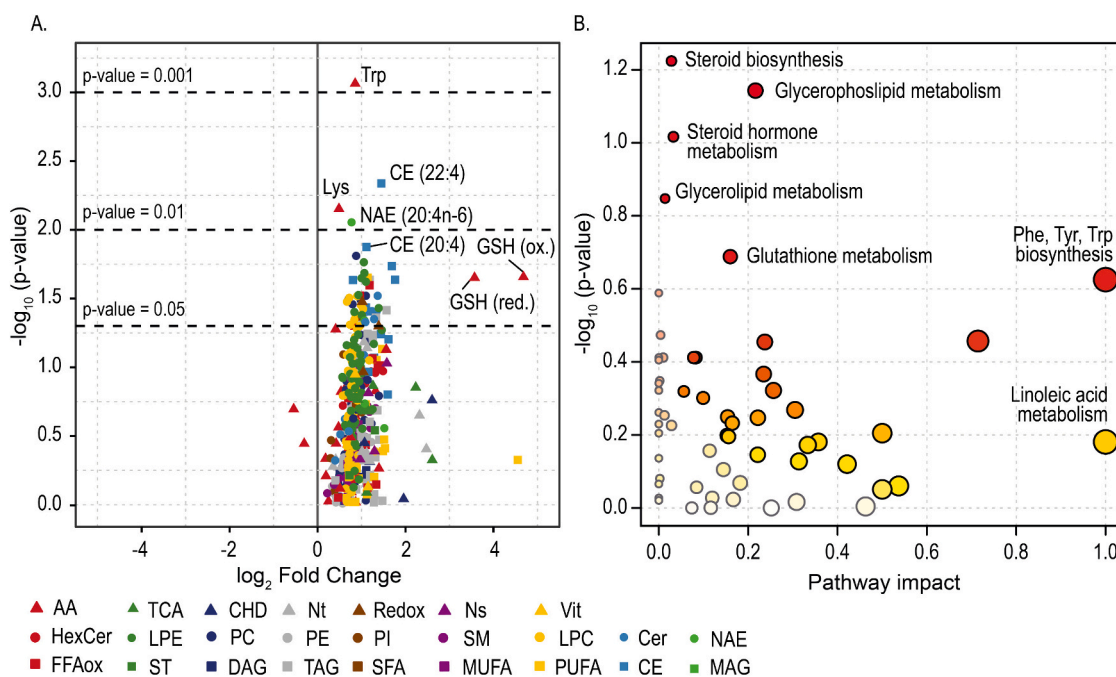 A.
B.
p-value = 0.001
Trp
CE (22:4)
Lys
p-value = 0.01
NAE (20:4n-6)
CE (20:4)
GSH (ox.)
GSH (red.)
p-value = 0.05
3.0
2.5
2.0
1.5
1.0
0.5
0.0
-log10 (p-value)
-4
-2
0
2
4
log2 Fold Change
Steroid biosynthesis
Glycerophoslipid metabolism
Steroid hormone
metabolism
Glycerolipid metabolism
Glutathione metabolism
Phe, Tyr, Trp
biosynthesis
Linoleic acid
metabolism
1.2
1.0
0.8
0.6
0.4
0.2
0.0
-log10 (p-value)
0.0
0.2
0.4
0.6
0.8
1.0
Pathway impact
AA TCA CHD Nt Redox Ns Vit
HexCer LPE PC PE PI SM LPC Cer NAE
FFAox ST DAG TAG SFA MUFA PUFA CE MAG